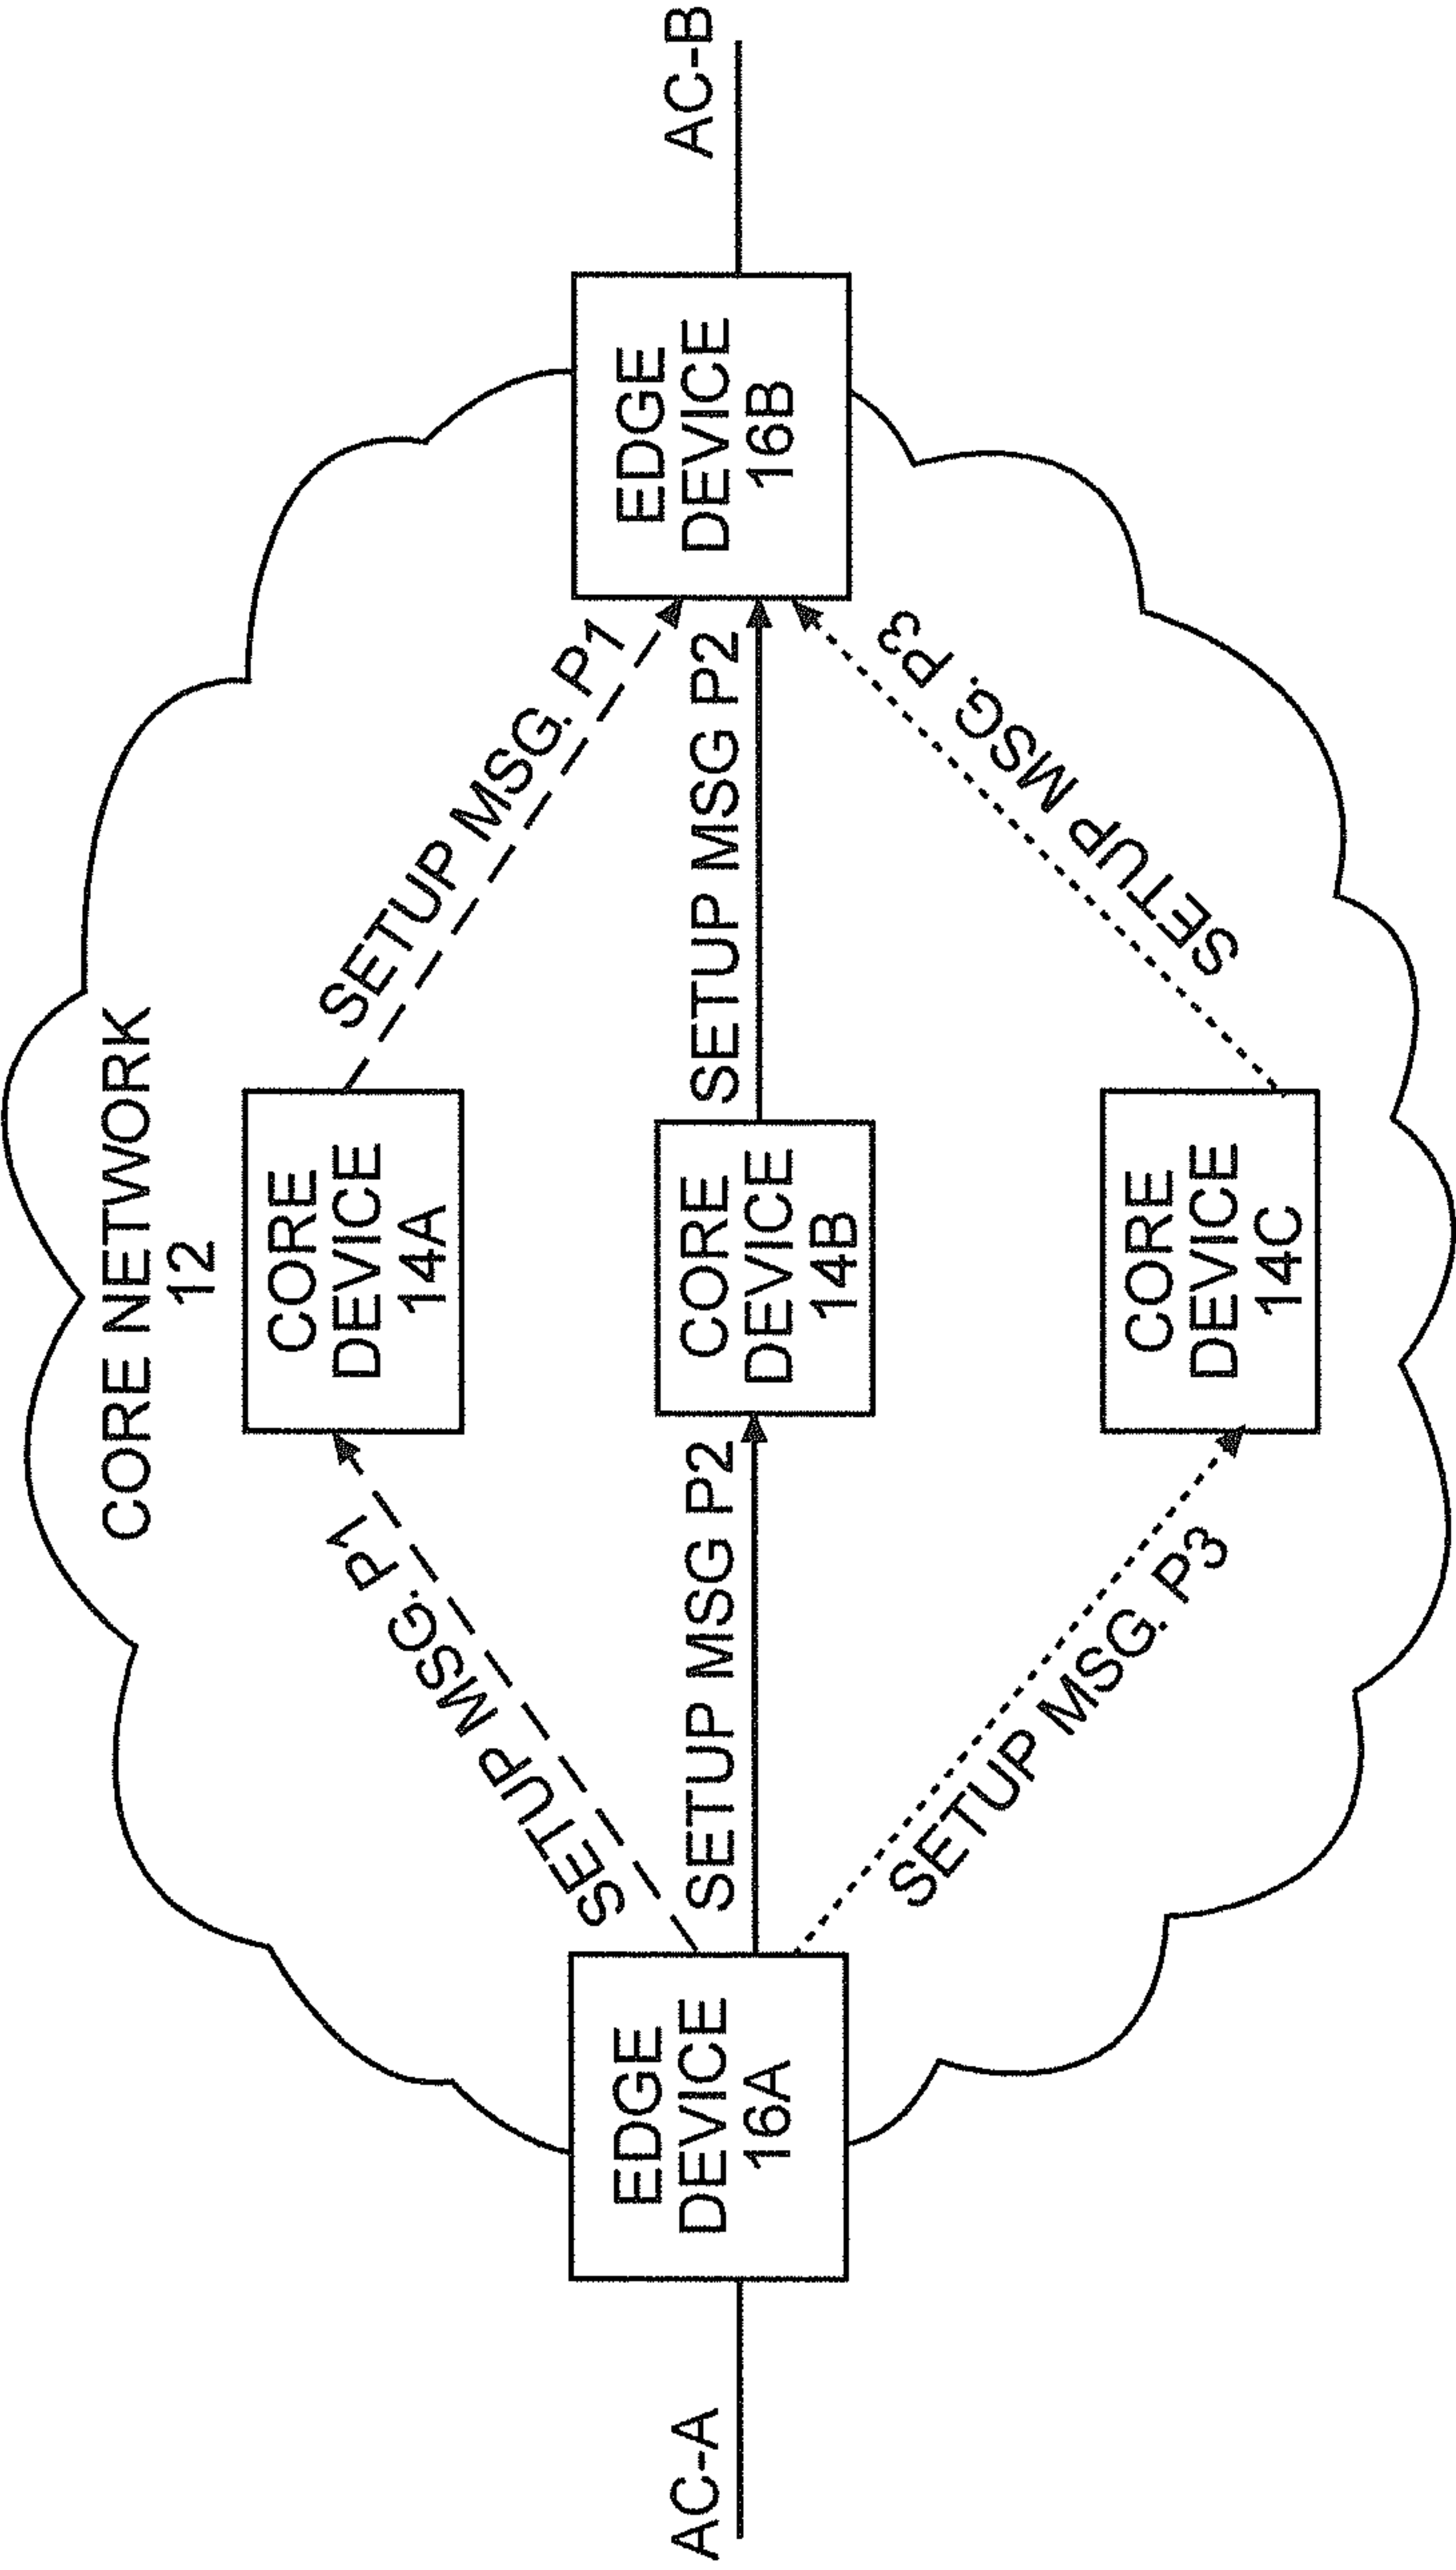 CORE NETWORK
12
CORE
DEVICE
14A
SETUP MSG. P1
SETUP MSG. P1
AC-A
EDGE
DEVICE
16A
SETUP MSG P2
CORE
DEVICE
14B
SETUP MSG P2
EDGE
DEVICE
16B
AC-B
SETUP MSG. P3
CORE
DEVICE
14C
SETUP MSG. P3